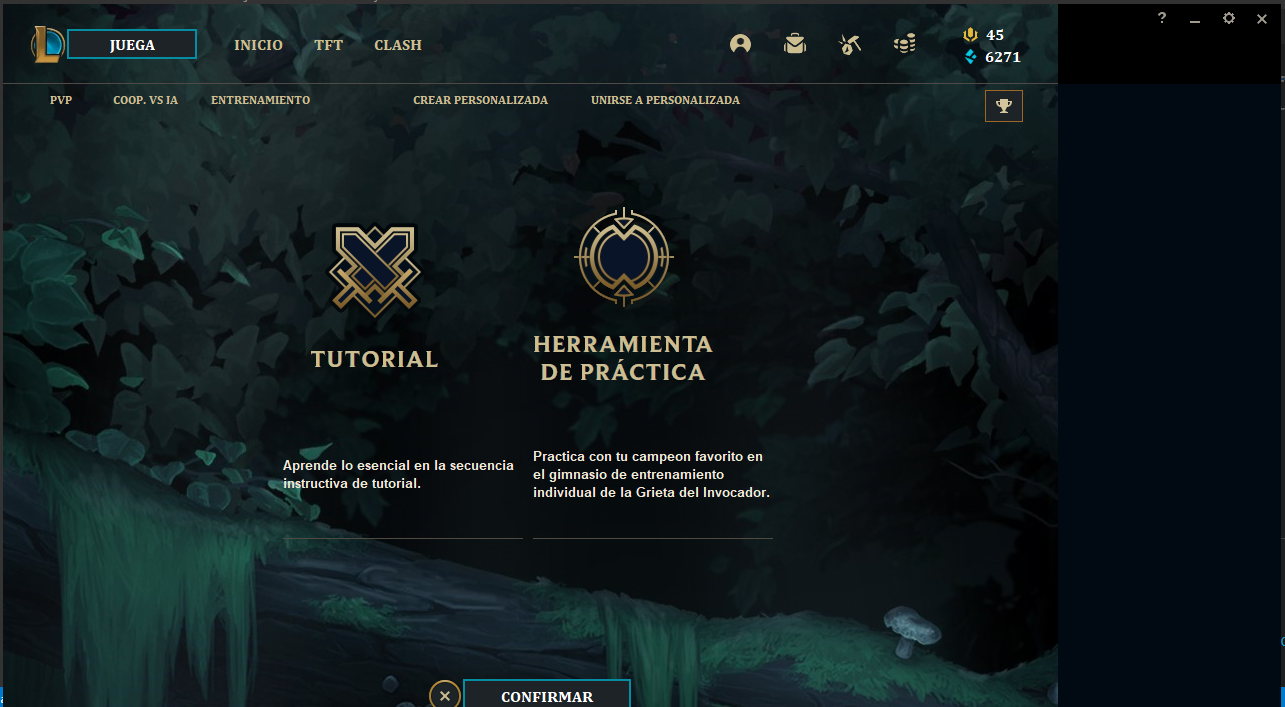 JUEGA INICIO TFT CLASH
?
45
6271
PVP COOP. VS IA ENTRENAMIENTO CREAR PERSONALIZADA UNIRSE A PERSONALIZADA
TUTORIAL
Aprende lo esencial en la secuencia
instructiva de tutorial.
HERRAMIENTA
DE PRÁCTICA
Practica con tu campeon favorito en
el gimnasio de entrenamiento
individual de la Grieta del Invocador.
CONFIRMAR